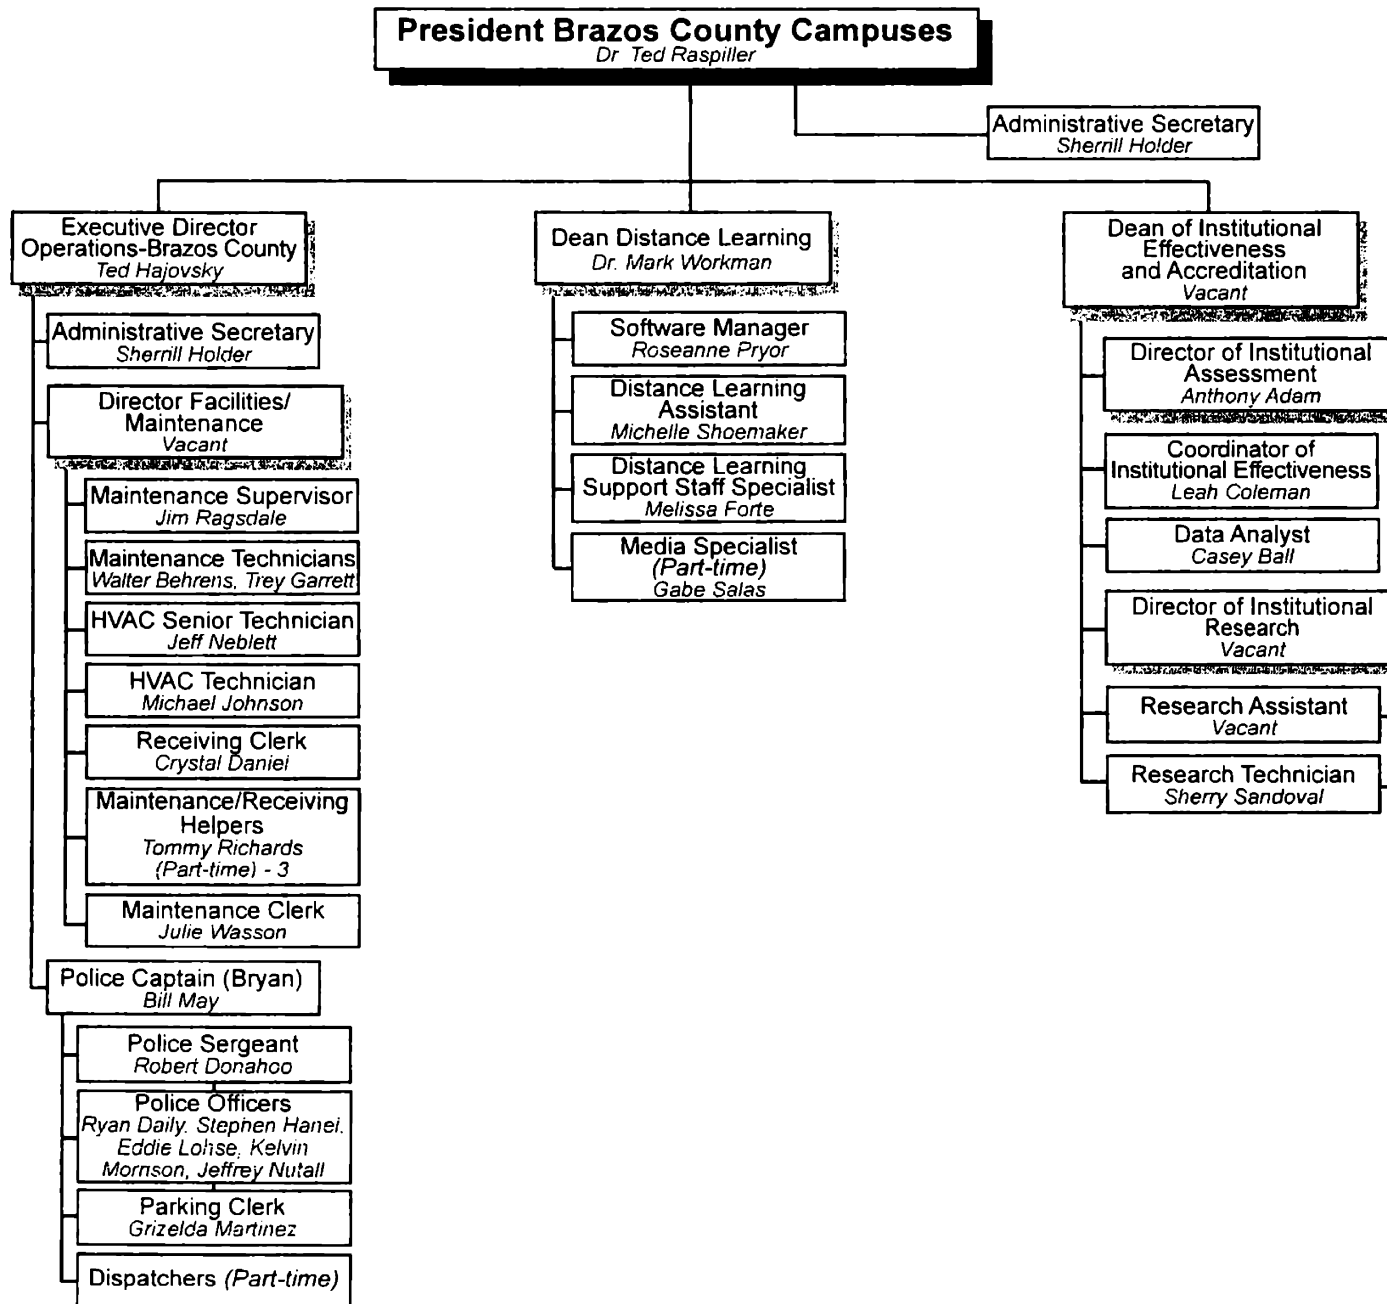 President Brazos County Campuses
Dr. Ted Raspiller
Administrative Secretary
Sherrill Holder
Executive Director
Operations-Brazos County
Ted Hajovsky
Administrative Secretary
Sherrill Holder
Director Facilities/
Maintenance
Vacant
Maintenance Supervisor
Jim Ragsdale
Maintenance Technicians
Walter Behrens, Trey Garrett
HVAC Senior Technician
Jeff Neblett
HVAC Technician
Michael Johnson
Receiving Clerk
Crystal Daniel
Maintenance/Receiving
Helpers
Tommy Richards
(Part-time) - 3
Maintenance Clerk
Julie Wasson
Police Captain (Bryan)
Bill May
Police Sergeant
Robert Donahoo
Police Officers
Ryan Daily, Stephen Hanel,
Eddie Lohse, Kelvin
Morrison, Jeffrey Nutall
Parking Clerk
Grizelda Martinez
Dispatchers (Part-time)
Dean Distance Learning
Dr. Mark Workman
Software Manager
Roseanne Pryor
Distance Learning
Assistant
Michelle Shoemaker
Distance Learning
Support Staff Specialist
Melissa Forte
Media Specialist
(Part-time)
Gabe Salas
Dean of Institutional
Effectiveness
and Accreditation
Vacant
Director of Institutional
Assessment
Anthony Adam
Coordinator of
Institutional Effectiveness
Leah Coleman
Data Analyst
Casey Ball
Director of Institutional
Research
Vacant
Research Assistant
Vacant
Research Technician
Sherry Sandoval